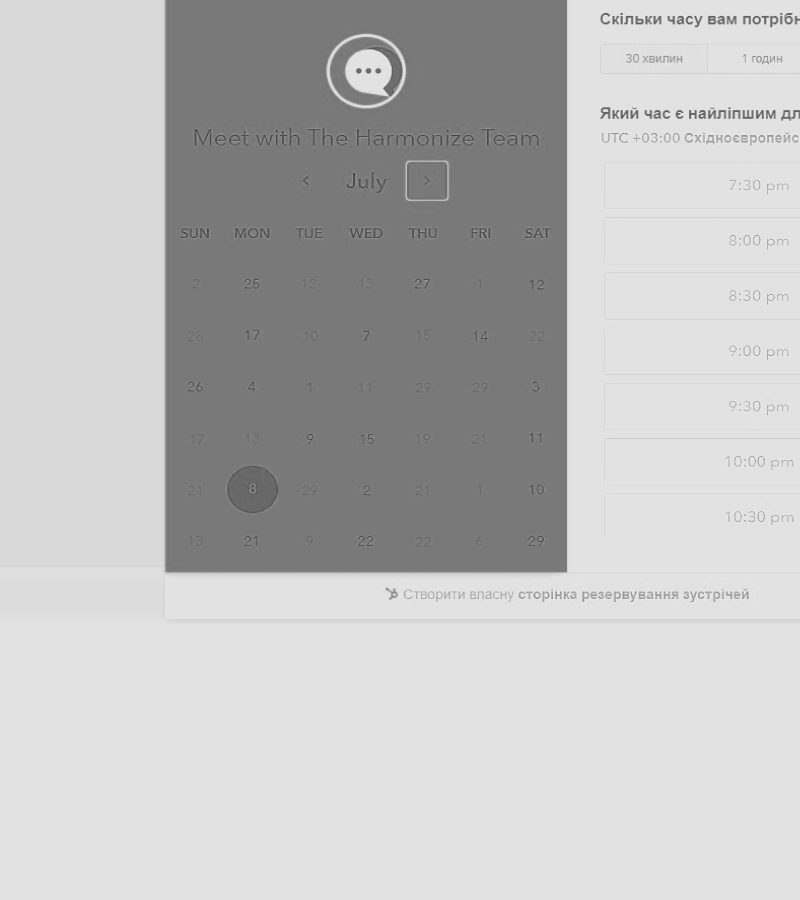 Meet with The Harmonize Team
July
SUN MON TUE WED THU FRI SAT
2 25 12 13 27 1 12
28 17 10 7 15 14 22
26 4 1 11 29 29 3
17 13 9 15 19 21 11
21 8 29 2 21 1 10
13 21 9 22 22 6 29
Скільки часу вам
30 хвилин 1 годин
Який час є найліпшим
UTC +03:00
7:30 pm
8:00 pm
8:30 pm
9:00 pm
9:30 pm
10:00 pm
10:30 pm
Створити власну сторінка резервування зустрічей